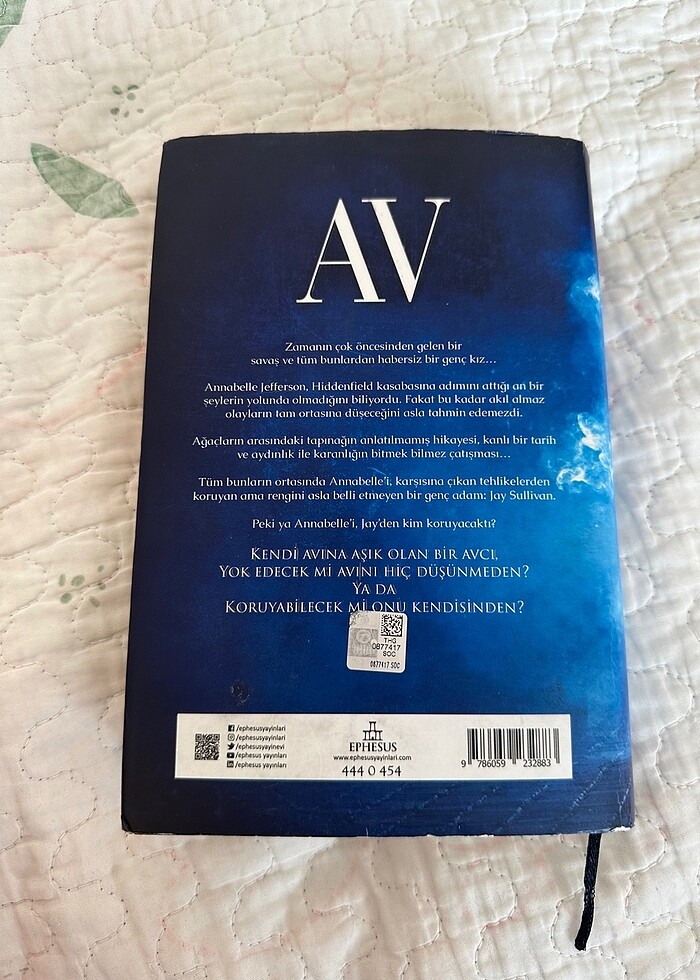 AV
Zamanın çok öncesinden gelen bir
savaş ve tüm bunlardan habersiz bir genç kız...
Annabelle Jefferson, Hiddenfield kasabasına adımını attığı an bir
şeylerin yolunda olmadığını biliyordu. Fakat bu kadar akıl almaz
olayların tam ortasına düşeceğini asla tahmin edemezdi.
Ağaçların arasındaki tapınağın anlatılmamış hikayesi, kanlı bir tarih
ve aydınlık ile karanlığın bitmek bilmez çatışması...
Tüm bunların ortasında Annabelle'i, karşısına çıkan tehlikelerden
koruyan ama rengini asla belli etmeyen bir genç adam: Jay Sullivan.
Peki ya Annabelle'i, Jay'den kim koruyacaktı?
KENDİ AVINA AŞIK OLAN BİR AVCI,
YOK EDECEK Mİ AVINI HİÇ DÜŞÜNMEDEN?
YA DA
KORUYABİLECEK Mİ ONU KENDİSİNDEN?
THG
0877417
SOC
0877417 SOC
/ephesusyayinlari
/ephesusyayinlari
/ephesusyayinevi
/ephesus yayınları
/ephesus yayınları
EPHESUS
www.ephesusyayinlari.com
444 0 454
9 786059 232883